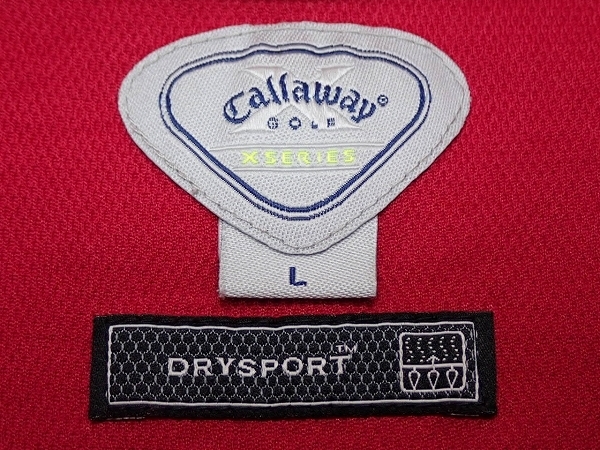 Callaway®
GOLF
X SERIES
L
DRYSPORT™